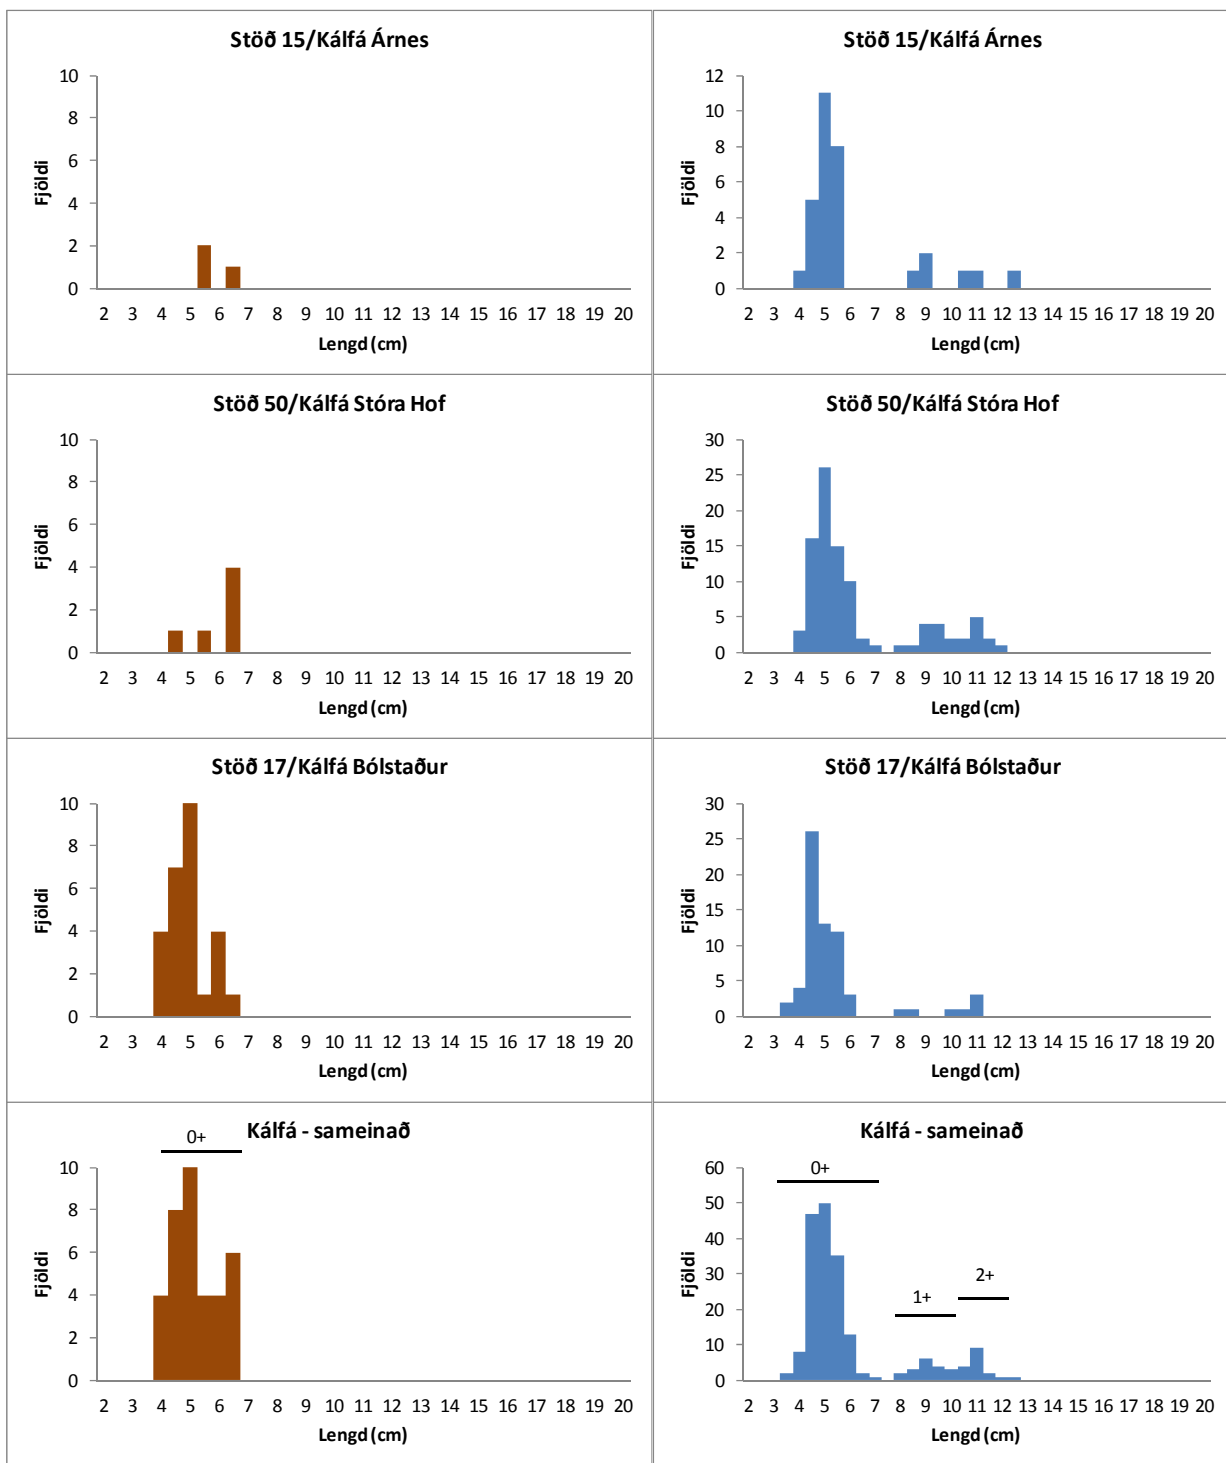 Stöð 15/Kálfá Árnes
10
8
6
4
2
0
Fjöldi
2 3 4 5 6 7 8 9 10 11 12 13 14 15 16 17 18 19 20
Lengd (cm)
Stöð 15/Kálfá Árnes
12
10
8
6
4
2
0
Fjöldi
2 3 4 5 6 7 8 9 10 11 12 13 14 15 16 17 18 19 20
Lengd (cm)
Stöð 50/Kálfá Stóra Hof
10
8
6
4
2
0
Fjöldi
2 3 4 5 6 7 8 9 10 11 12 13 14 15 16 17 18 19 20
Lengd (cm)
Stöð 50/Kálfá Stóra Hof
30
25
20
15
10
5
0
Fjöldi
2 3 4 5 6 7 8 9 10 11 12 13 14 15 16 17 18 19 20
Lengd (cm)
Stöð 17/Kálfá Bólstaður
10
8
6
4
2
0
Fjöldi
2 3 4 5 6 7 8 9 10 11 12 13 14 15 16 17 18 19 20
Lengd (cm)
Stöð 17/Kálfá Bólstaður
30
25
20
15
10
5
0
Fjöldi
2 3 4 5 6 7 8 9 10 11 12 13 14 15 16 17 18 19 20
Lengd (cm)
Kálfá - sameinað
0+
10
8
6
4
2
0
Fjöldi
2 3 4 5 6 7 8 9 10 11 12 13 14 15 16 17 18 19 20
Lengd (cm)
Kálfá - sameinað
0+
1+
2+
60
50
40
30
20
10
0
Fjöldi
2 3 4 5 6 7 8 9 10 11 12 13 14 15 16 17 18 19 20
Lengd (cm)